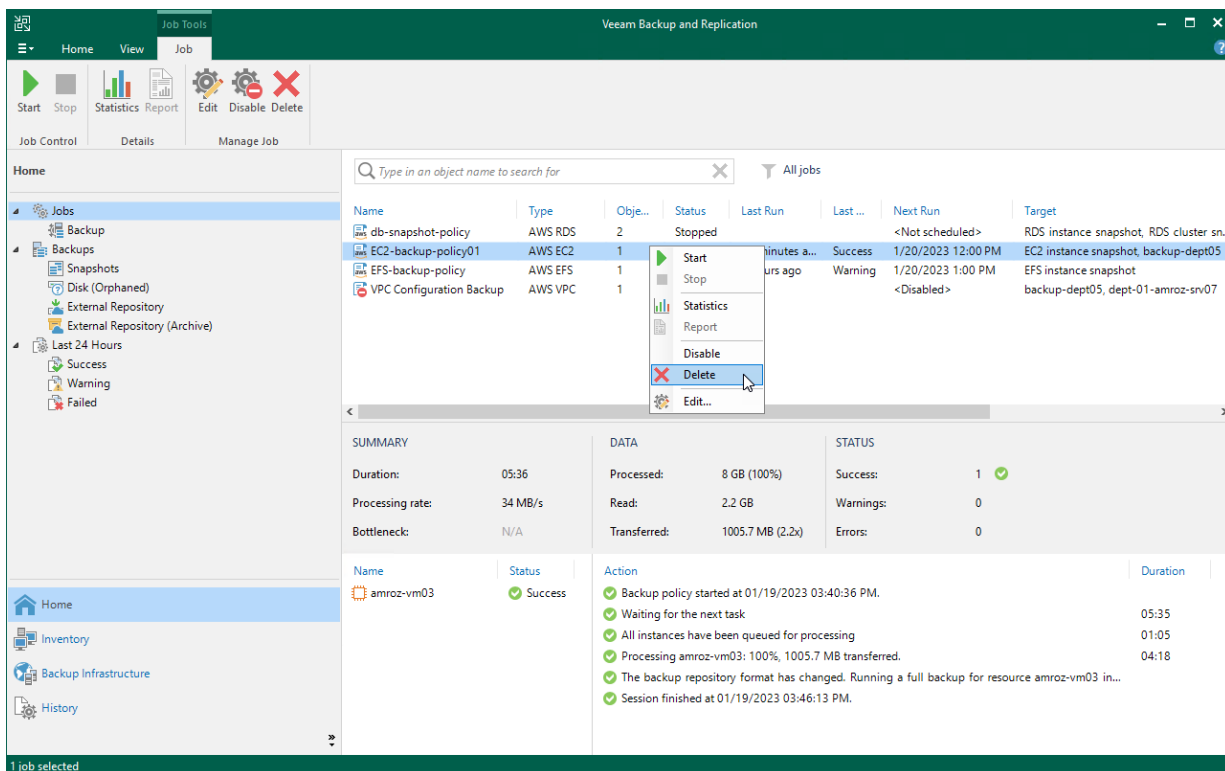 Job Tools
Veeam Backup and Replication
Home View Job
Start Stop Statistics Report Edit Disable Delete
Job Control Details Manage Job
Home
Type in an object name to search for
All jobs
Jobs
Backup
Backups
Snapshots
Disk (Orphaned)
External Repository
External Repository (Archive)
Last 24 Hours
Success
Warning
Failed
Name Type Obje... Status Last Run Last ... Next Run Target
db-snapshot-policy AWS RDS 2 Stopped <Not scheduled> RDS instance snapshot, RDS cluster sn.
EC2-backup-policy01 AWS EC2 1 minutes a... Success 1/20/2023 12:00 PM EC2 instance snapshot, backup-dept05
EFS-backup-policy AWS EFS 1 urs ago Warning 1/20/2023 1:00 PM EFS instance snapshot
VPC Configuration Backup AWS VPC 1 <Disabled> backup-dept05, dept-01-amroz-srv07
Start
Stop
Statistics
Report
Disable
Delete
Edit...
SUMMARY DATA STATUS
Duration: 05:36 Processed: 8 GB (100%) Success: 1
Processing rate: 34 MB/s Read: 2.2 GB Warnings: 0
Bottleneck: N/A Transferred: 1005.7 MB (2.2x) Errors: 0
Name Status Action Duration
amroz-vm03 Success Backup policy started at 01/19/2023 03:40:36 PM.
Waiting for the next task 05:35
All instances have been queued for processing 01:05
Processing amroz-vm03: 100%, 1005.7 MB transferred. 04:18
The backup repository format has changed. Running a full backup for resource amroz-vm03 in...
Session finished at 01/19/2023 03:46:13 PM.
Home
Inventory
Backup Infrastructure
History
1 job selected